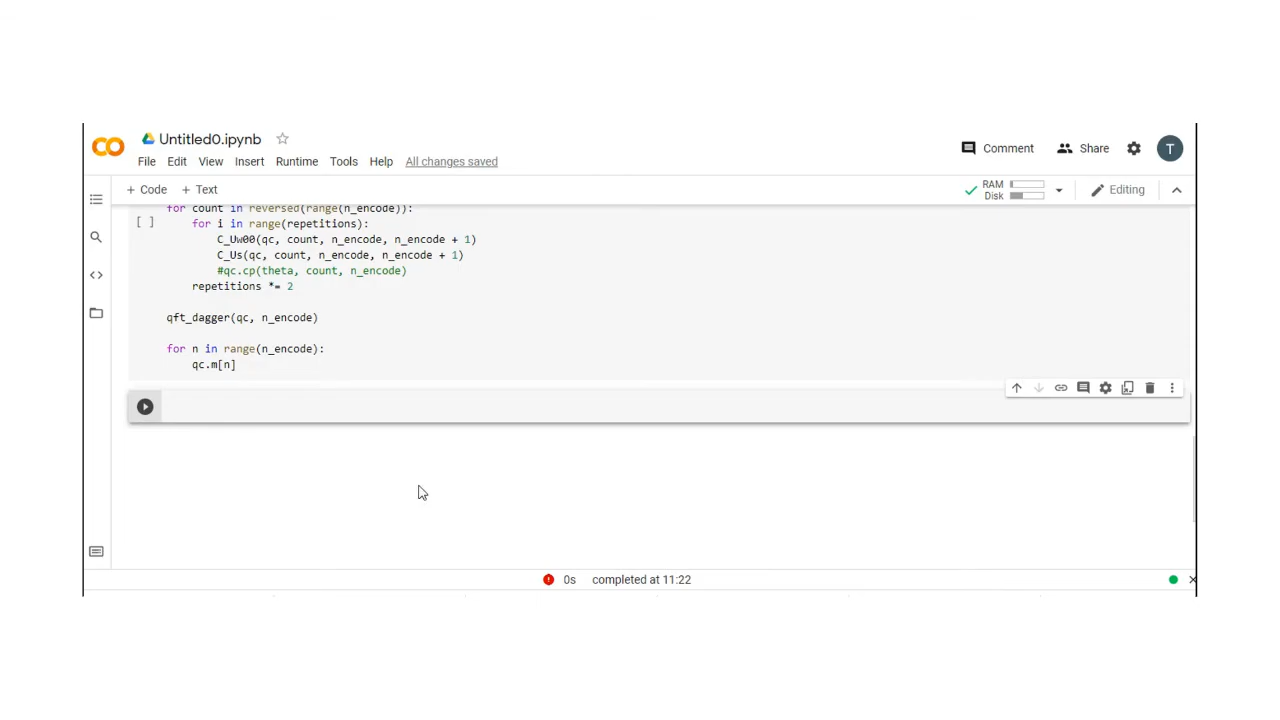 Untitled0.ipynb
File Edit View Insert Runtime Tools Help All changes saved
Comment Share T
+ Code + Text
RAM
Disk
Editing
for count in reversed(range(n_encode)):
[ ] for i in range(repetitions):
C_Uw00(qc, count, n_encode, n_encode + 1)
C_Us(qc, count, n_encode, n_encode + 1)
#qc.cp(theta, count, n_encode)
repetitions *= 2
qft_dagger(qc, n_encode)
for n in range(n_encode):
qc.m[n]
0s completed at 11:22